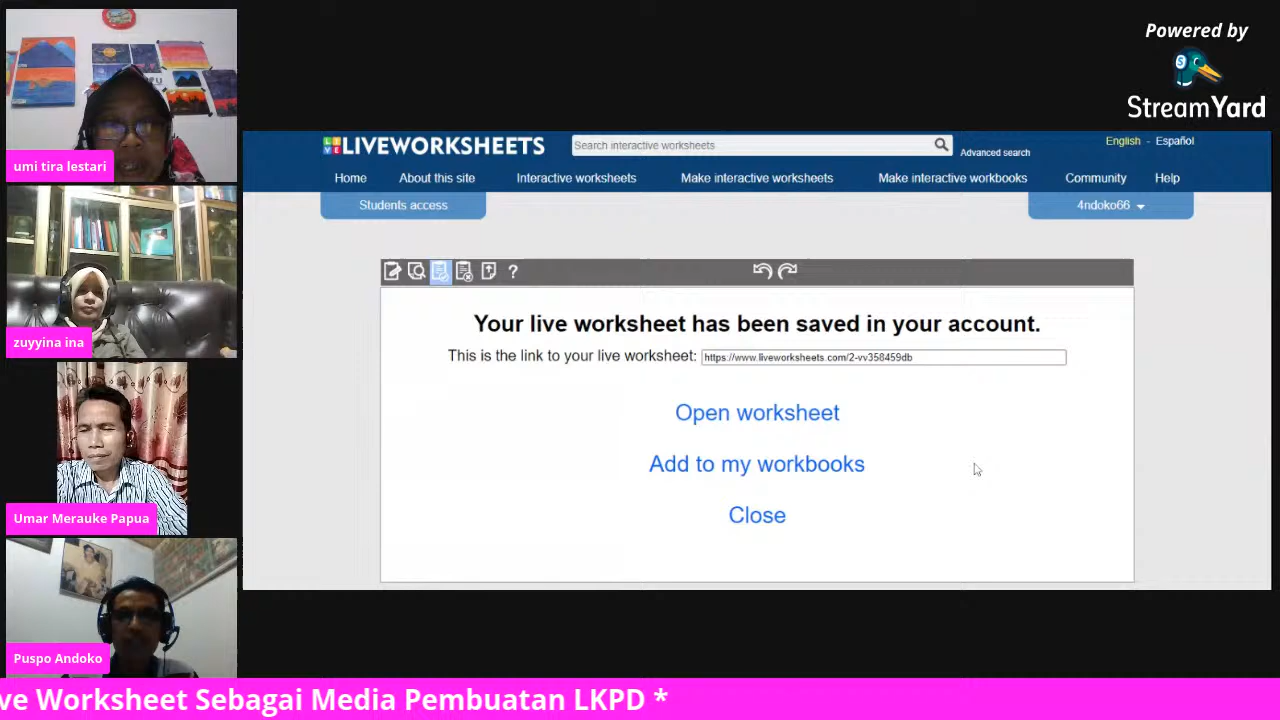 Powered by
StreamYard
umi tira lestari
zuyyina ina
Umar Merauke Papua
Puspo Andoko
LIVEWORKSHEETS
Search interactive worksheets
Advanced search
English - Español
Home
About this site
Interactive worksheets
Make interactive worksheets
Make interactive workbooks
Community
Help
Students access
4ndoko66
?
Your live worksheet has been saved in your account.
This is the link to your live worksheet: https://www.liveworksheets.com/2-vv358459db
Open worksheet
Add to my workbooks
Close
ve Worksheet Sebagai Media Pembuatan LKPD *